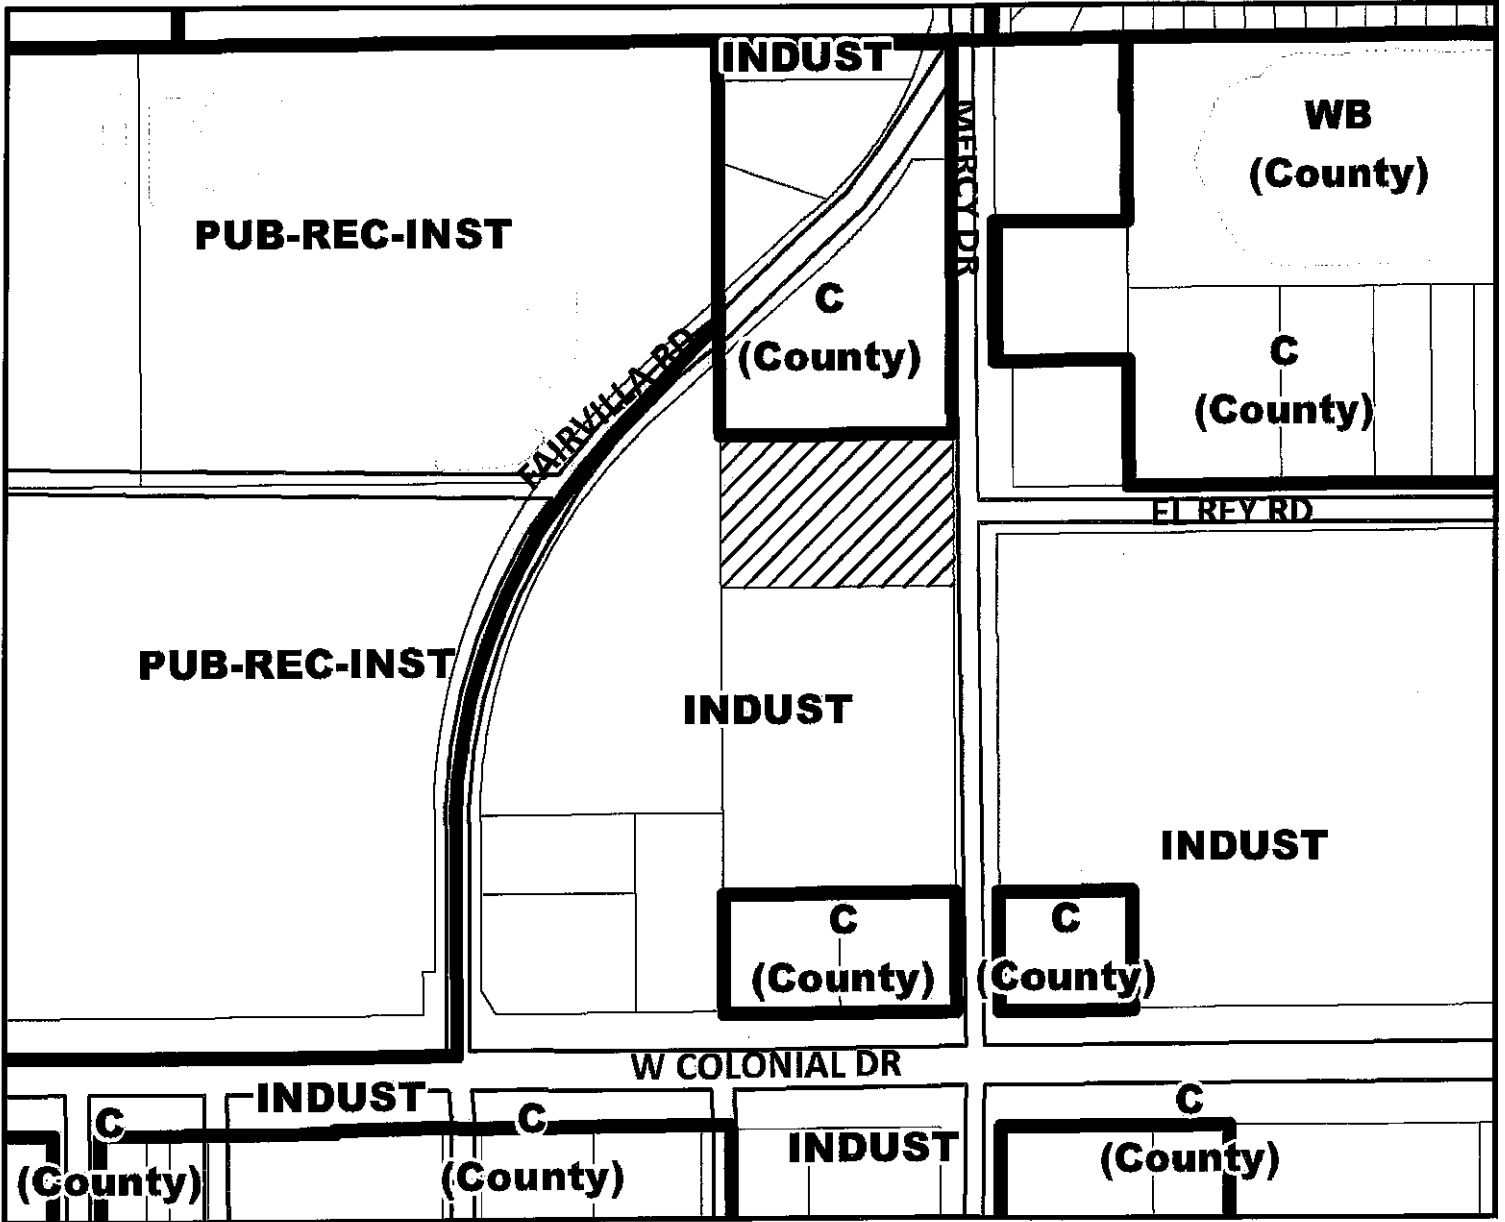 INDUST
MERCY DR
WB
(County)
PUB-REC-INST
C
(County)
FAIRVILLA RD
C
(County)
EL REY RD
PUB-REC-INST
INDUST
INDUST
C
(County)
C
(County)
W COLONIAL DR
INDUST
C
(County)
C
(County)
INDUST
C
(County)